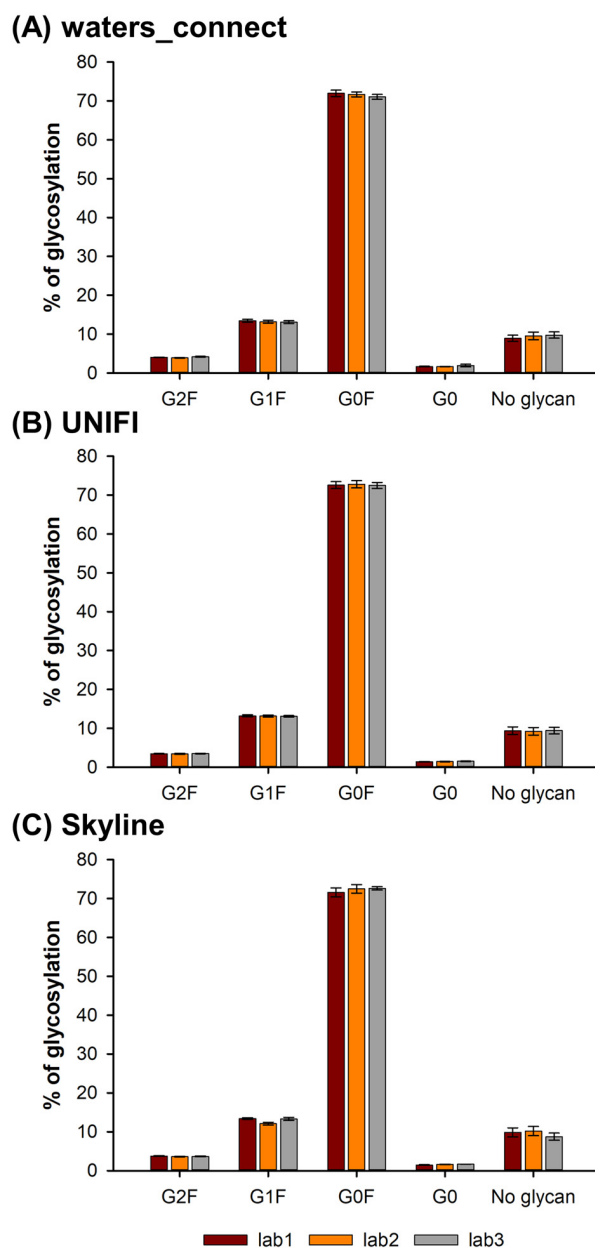 (A) waters_connect
80
70
60
50
40
30
20
10
0
% of glycosylation
G2F G1F G0F G0 No glycan
(B) UNIFI
80
70
60
50
40
30
20
10
0
% of glycosylation
G2F G1F G0F G0 No glycan
(C) Skyline
80
70
60
50
40
30
20
10
0
% of glycosylation
G2F G1F G0F G0 No glycan
lab1 lab2 lab3